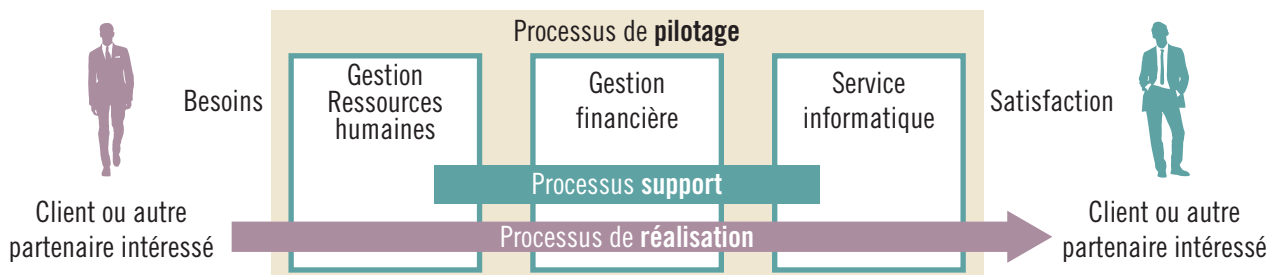 Processus de pilotage
Gestion
Ressources
humaines
Gestion
financière
Service
informatique
Besoins
Satisfaction
Processus support
Client ou autre
partenaire intéressé
Processus de réalisation
Client ou autre
partenaire intéressé